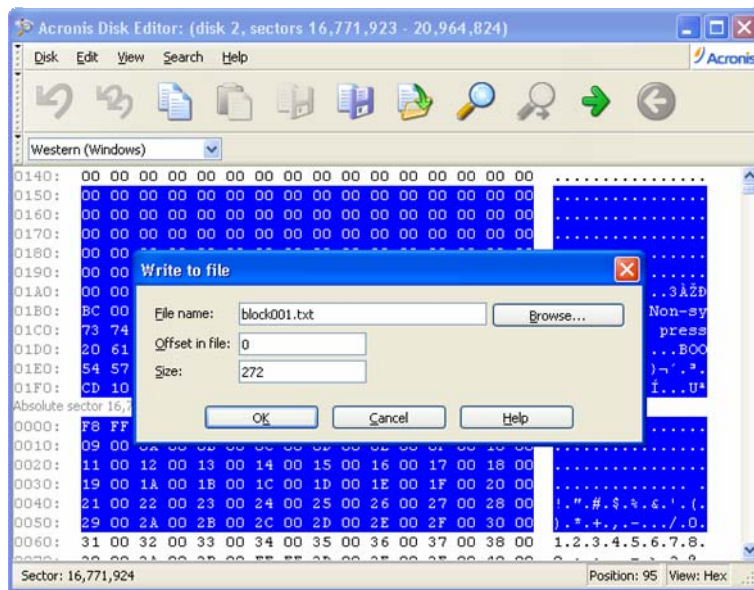 Acronis Disk Editor: (disk 2, sectors 16,771,923 - 20,964,824)
Disk Edit View Search Help
Acronis
Western (Windows)
0140: 00 00 00 00 00 00 00 00 00 00 00 00 00 00 00 00 ................
0150: 00 00 00 00 00 00 00 00 00 00 00 00 00 00 00 00 ................
0160: 00 00 00 00 00 00 00 00 00 00 00 00 00 00 00 00 ................
0170: 00 00 00 00 00 00 00 00 00 00 00 00 00 00 00 00 ................
0180: 00 00
0190: 00 00
01A0: 00 00 ..3ÀŽÐ
01B0: BC 00 Non-sy
01C0: 73 74 press
01D0: 20 61 ...BOO
01E0: 54 57
01F0: CD 10 Í...Uª
Write to file
File name: block001.txt Browse...
Offset in file: 0
Size: 272
OK Cancel Help
Absolute sector 16,7
0000: F8 FF
0010: 09 00
0020: 11 00 12 00 13 00 14 00 15 00 16 00 17 00 18 00 ................
0030: 19 00 1A 00 1B 00 1C 00 1D 00 1E 00 1F 00 20 00 .............. .
0040: 21 00 22 00 23 00 24 00 25 00 26 00 27 00 28 00 !.".#.$.%.&.'.(.
0050: 29 00 2A 00 2B 00 2C 00 2D 00 2E 00 2F 00 30 00 ).*.+.,.-.../.0.
0060: 31 00 32 00 33 00 34 00 35 00 36 00 37 00 38 00 1.2.3.4.5.6.7.8.
Sector: 16,771,924 Position: 95 View: Hex